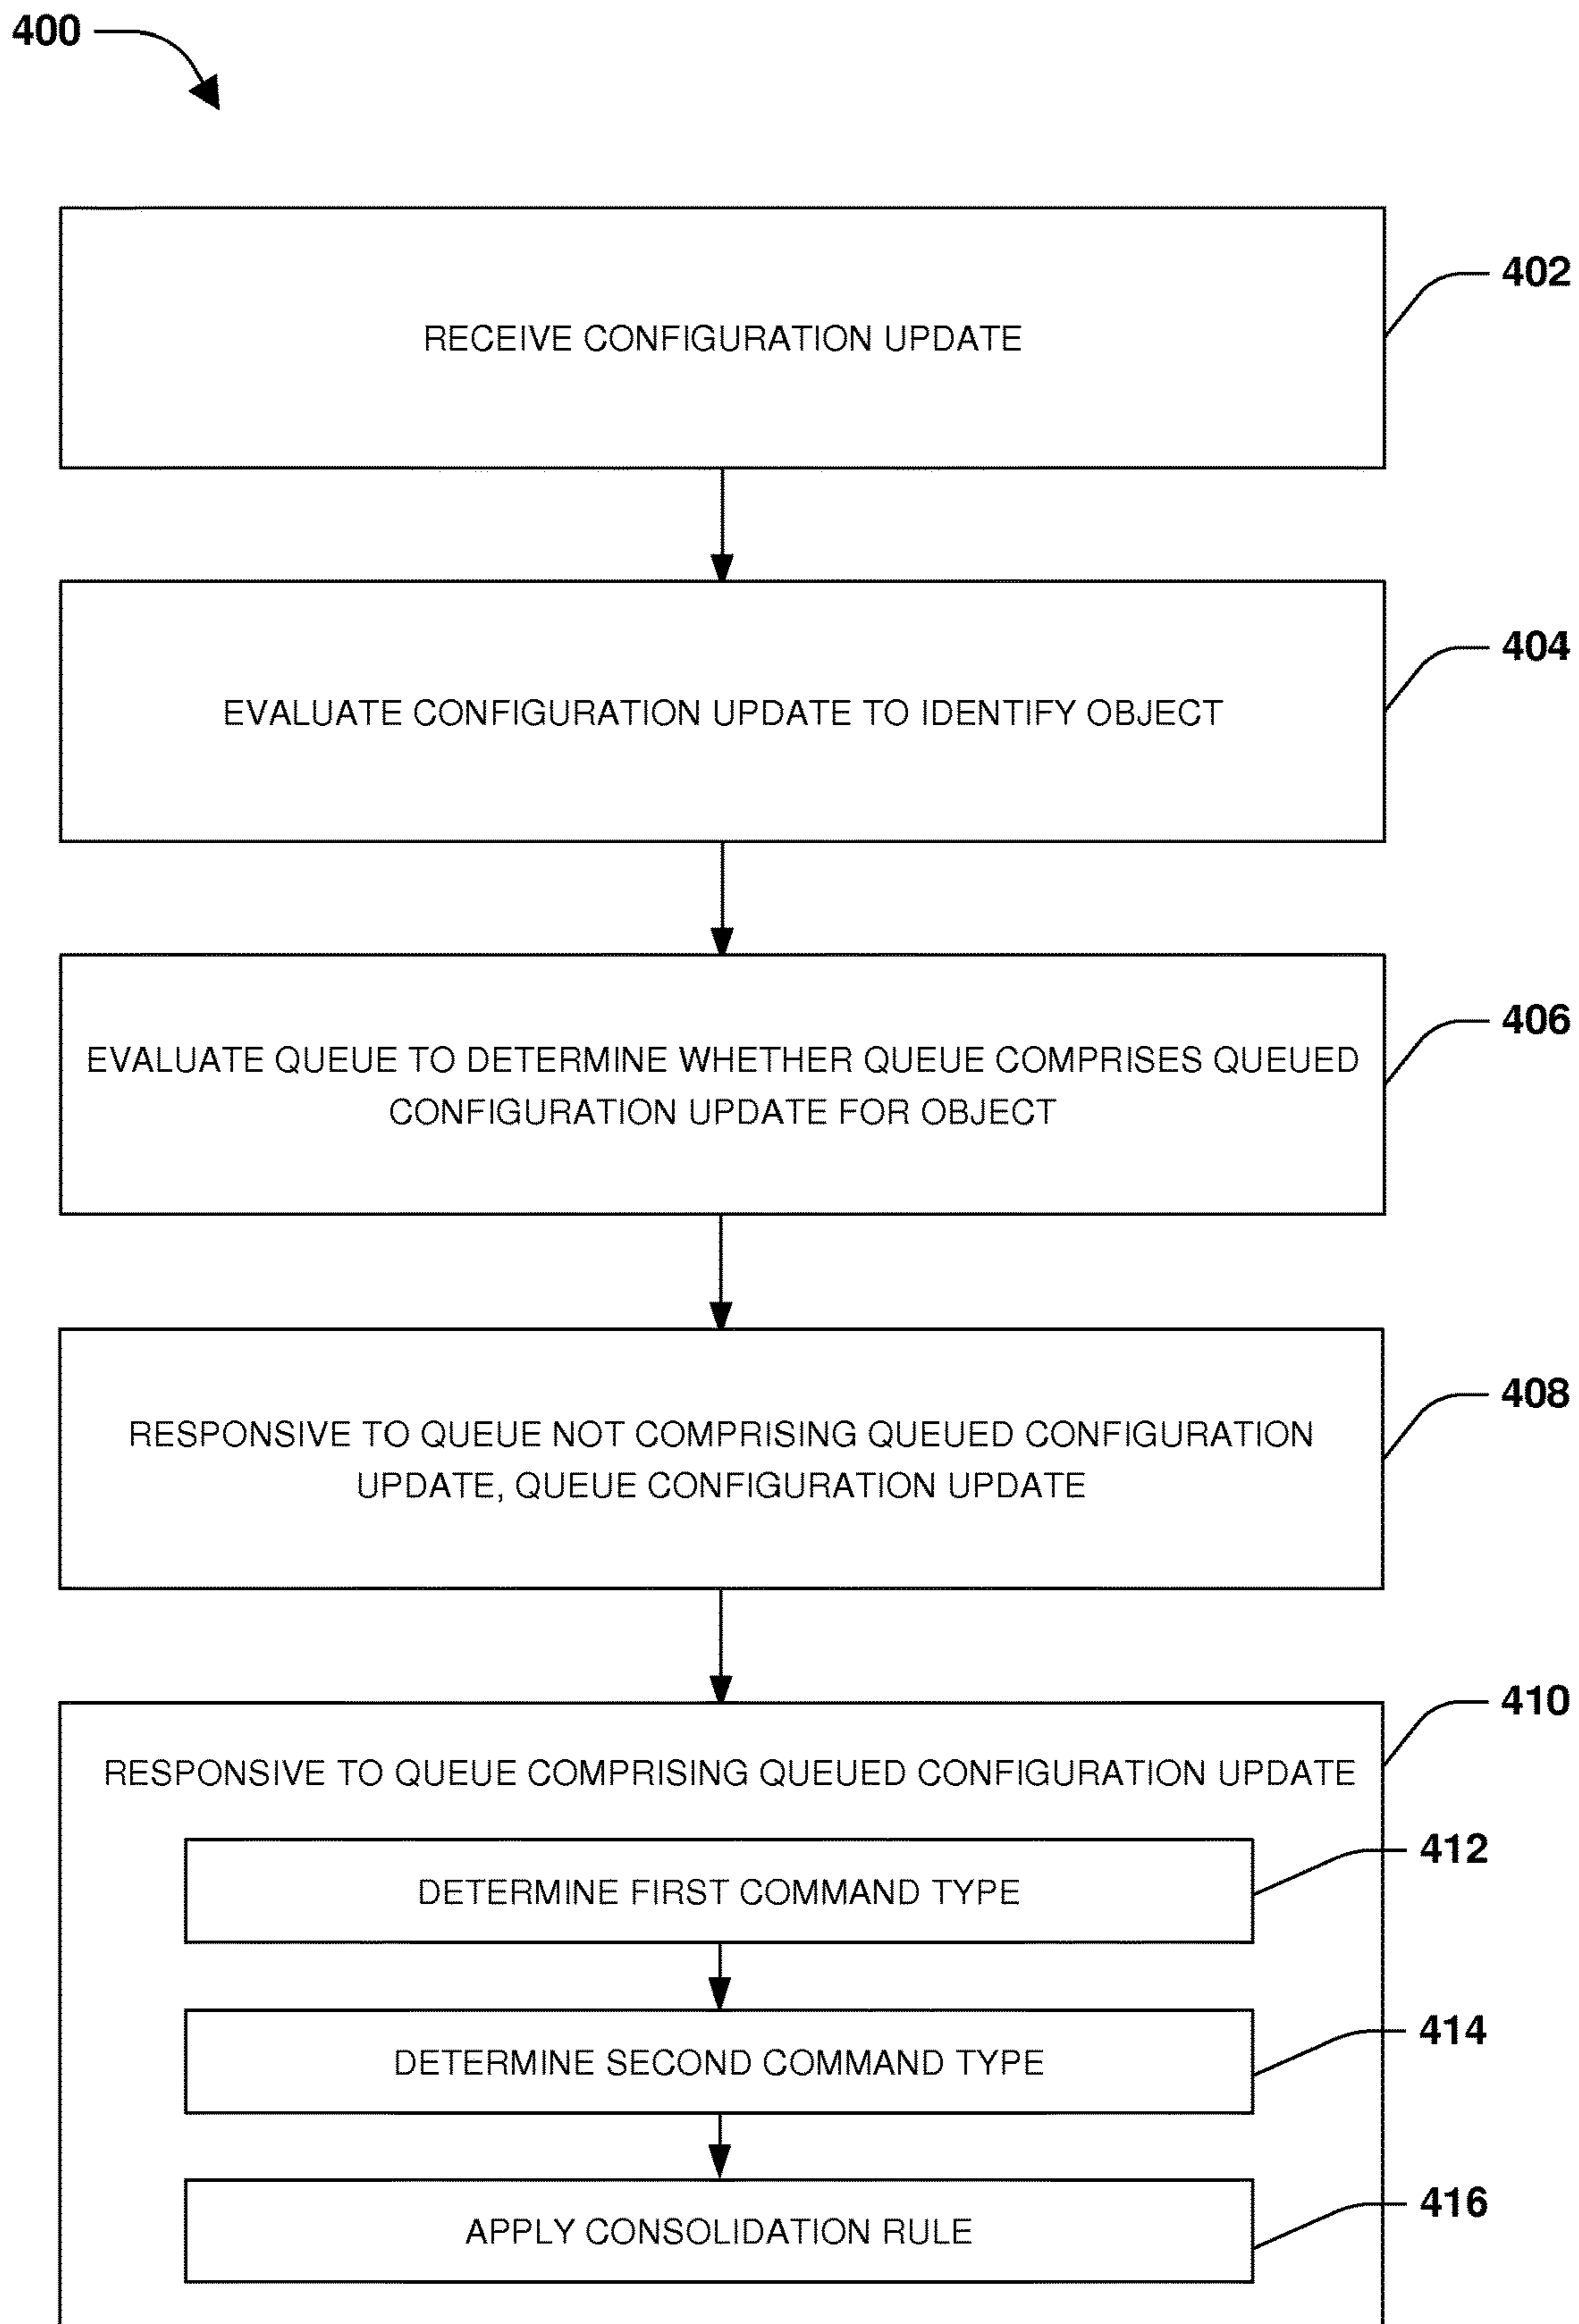 400
402
RECEIVE CONFIGURATION UPDATE
404
EVALUATE CONFIGURATION UPDATE TO IDENTIFY OBJECT
406
EVALUATE QUEUE TO DETERMINE WHETHER QUEUE COMPRISES QUEUED
CONFIGURATION UPDATE FOR OBJECT
408
RESPONSIVE TO QUEUE NOT COMPRISING QUEUED CONFIGURATION
UPDATE, QUEUE CONFIGURATION UPDATE
410
RESPONSIVE TO QUEUE COMPRISING QUEUED CONFIGURATION UPDATE
412
DETERMINE FIRST COMMAND TYPE
414
DETERMINE SECOND COMMAND TYPE
416
APPLY CONSOLIDATION RULE